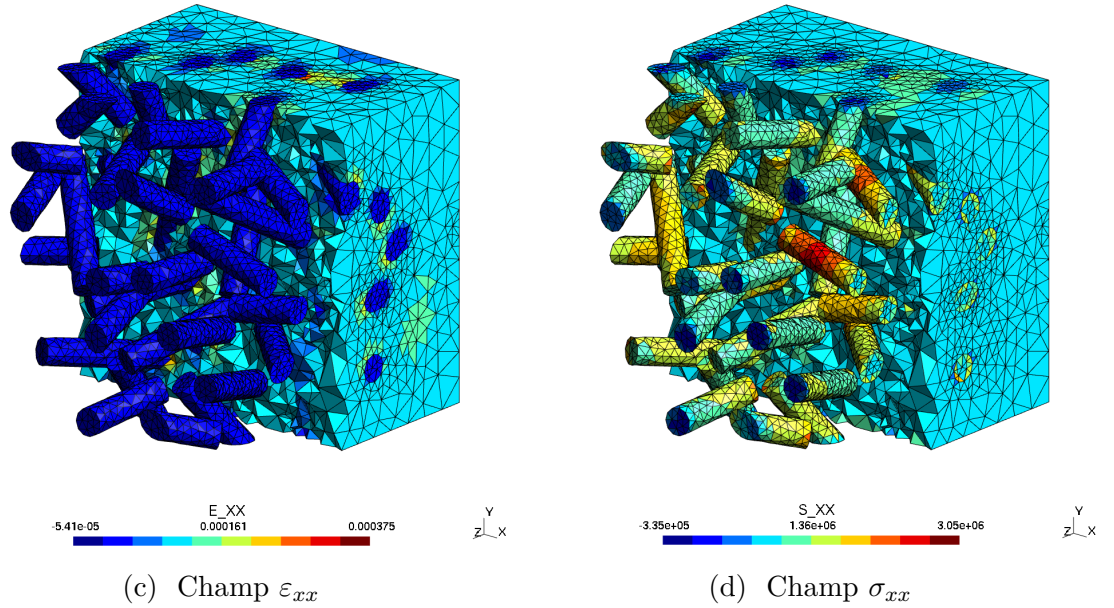 E_XX
-5.41e-05 0.000161 0.000375
Y
Z X
(c) Champ εxx
S_XX
-3.35e+05 1.36e+06 3.05e+06
Y
Z X
(d) Champ σxx